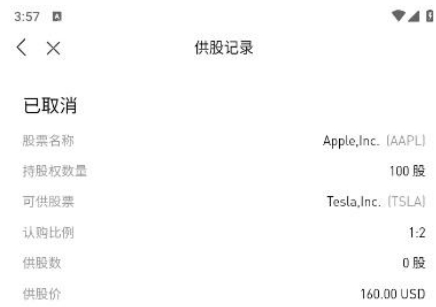 3:57 A
供股记录
已取消
股票名称 Apple,Inc. (AAPL)
持股权数量 100 股
可供股票 Tesla,Inc. (TSLA)
认购比例 1:2
供股数 0 股
供股价 160.00 USD